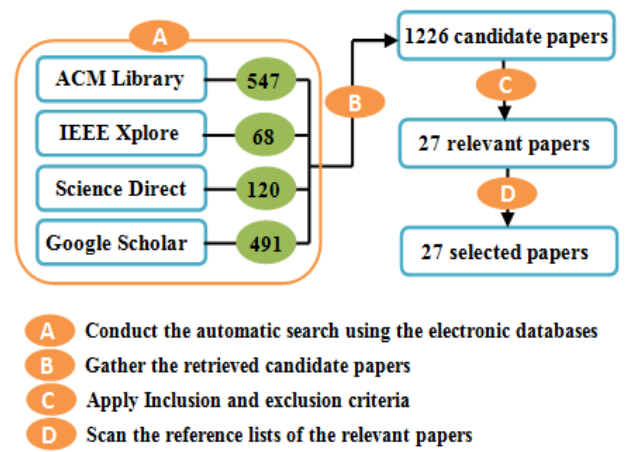 A
ACM Library 547
IEEE Xplore 68
Science Direct 120
Google Scholar 491
B
1226 candidate papers
C
27 relevant papers
D
27 selected papers
A Conduct the automatic search using the electronic databases
B Gather the retrieved candidate papers
C Apply Inclusion and exclusion criteria
D Scan the reference lists of the relevant papers